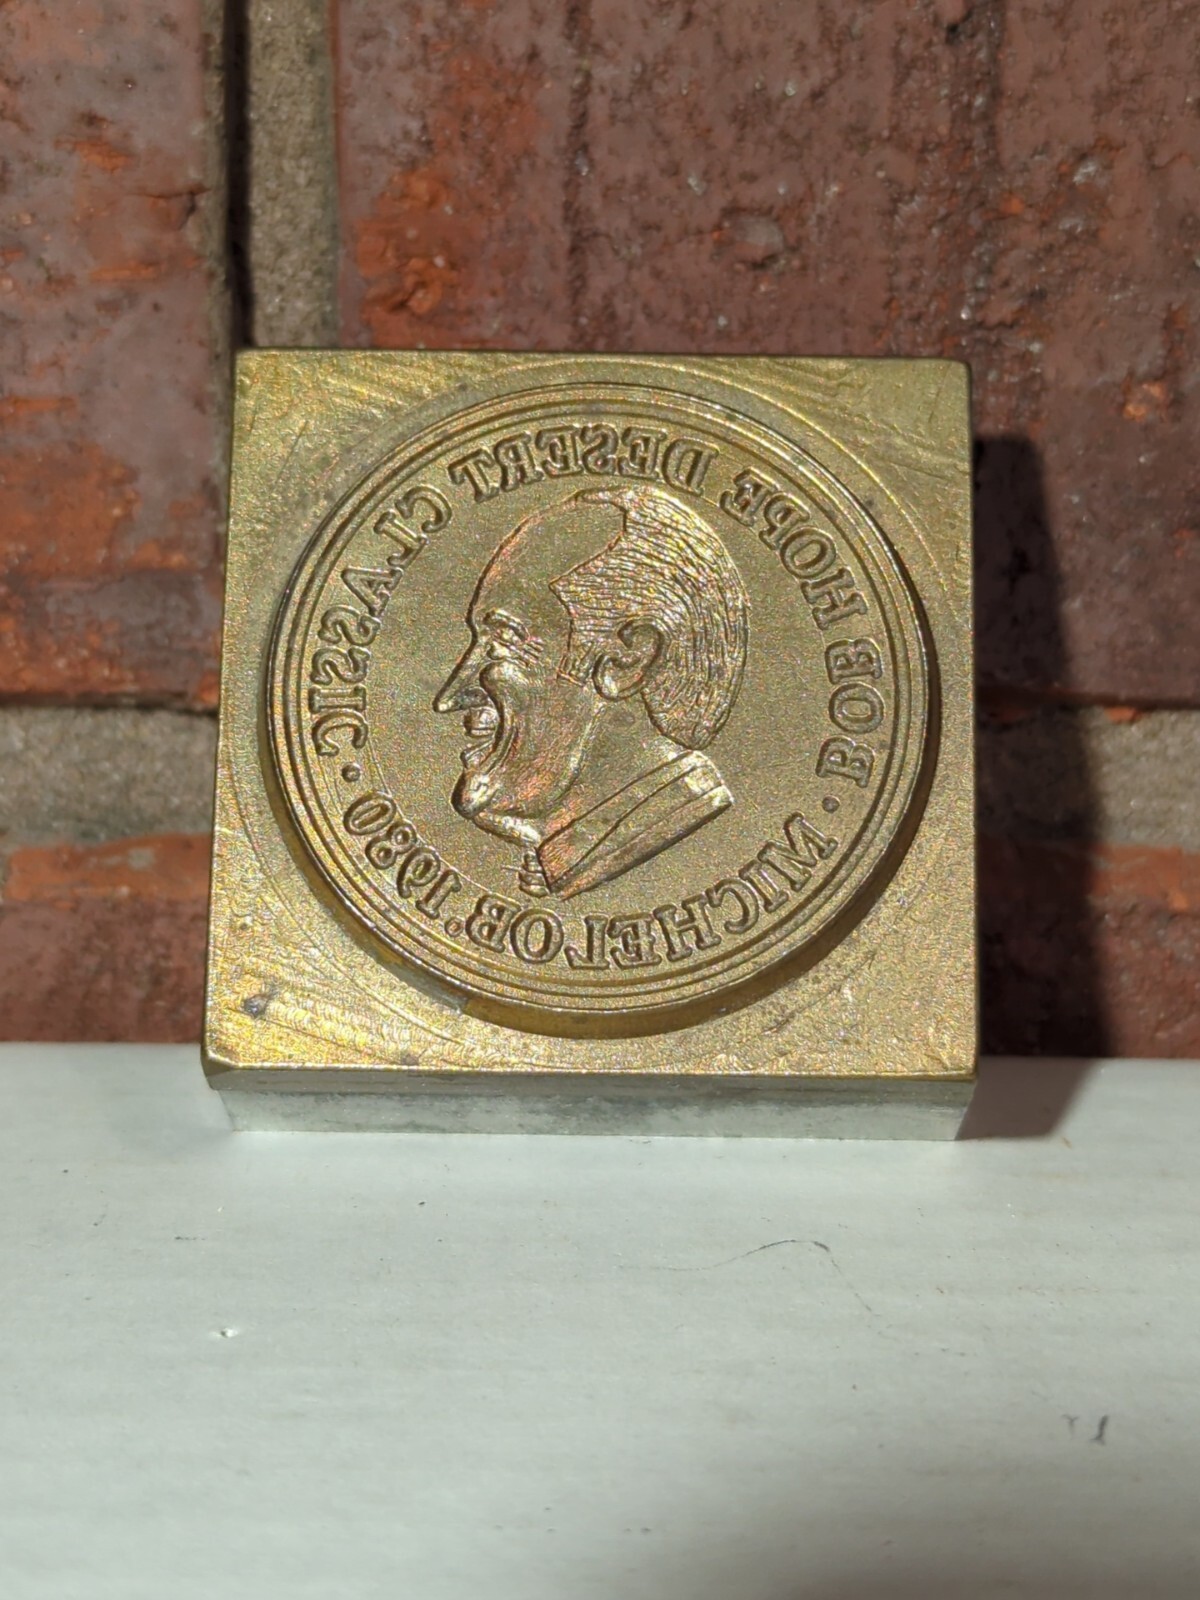 BOB HOPE DESERT CLASSIC · MICHELOB. 1980 ·